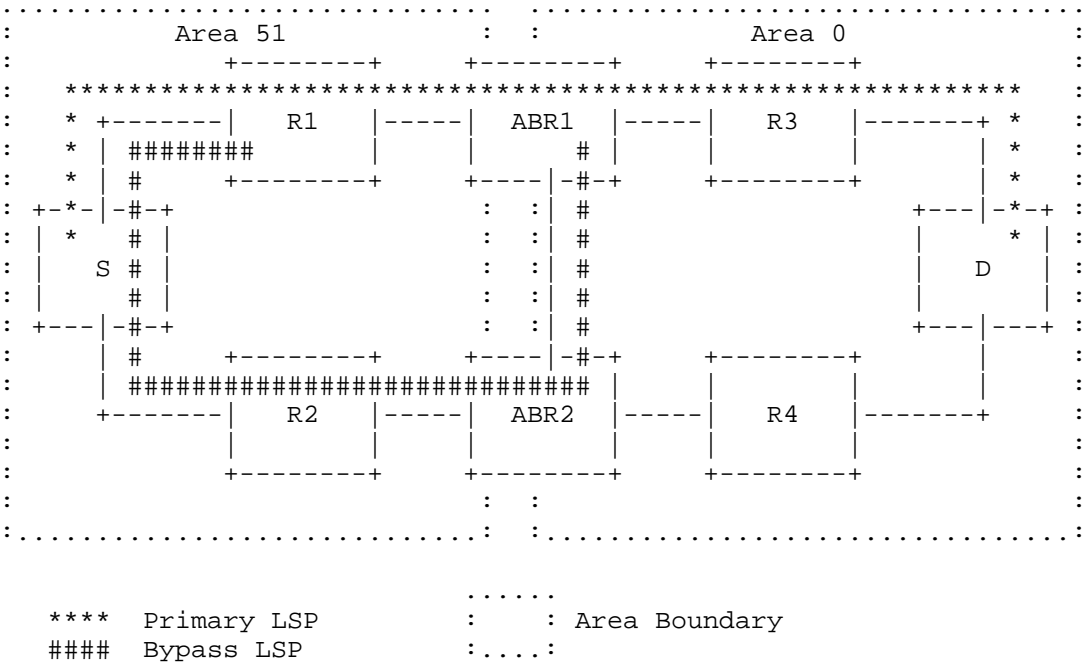 Area 51 Area 0
R1 ABR1 R3
S D
R2 ABR2 R4
**** Primary LSP : : Area Boundary
#### Bypass LSP